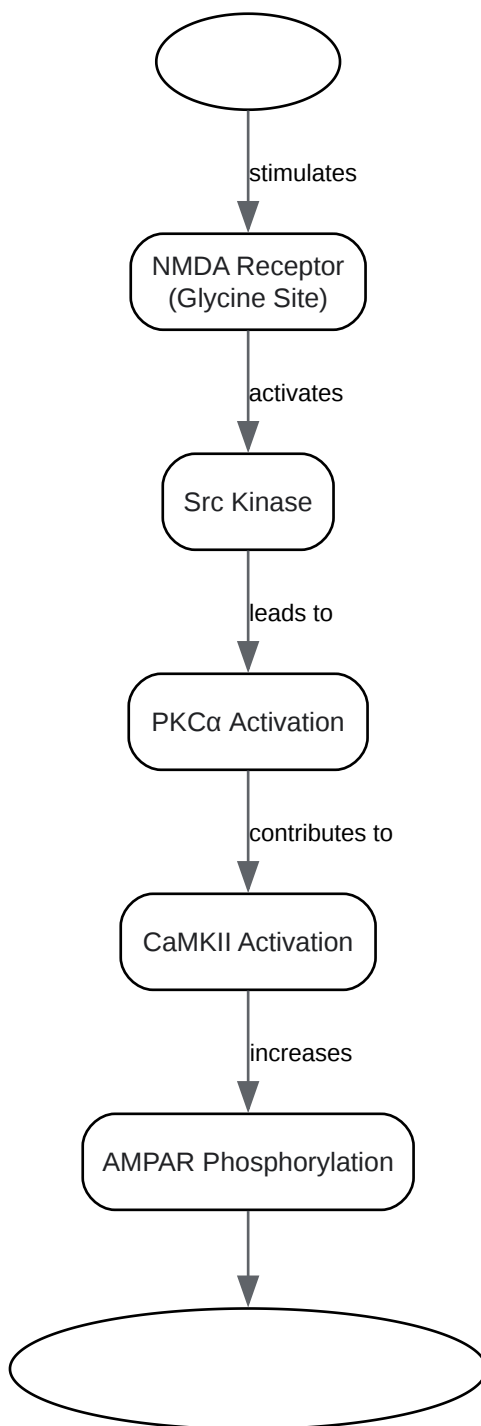 stimulates
NMDA Receptor
(Glycine Site)
activates
Src Kinase
leads to
PKCα Activation
contributes to
CaMKII Activation
increases
AMPAR Phosphorylation